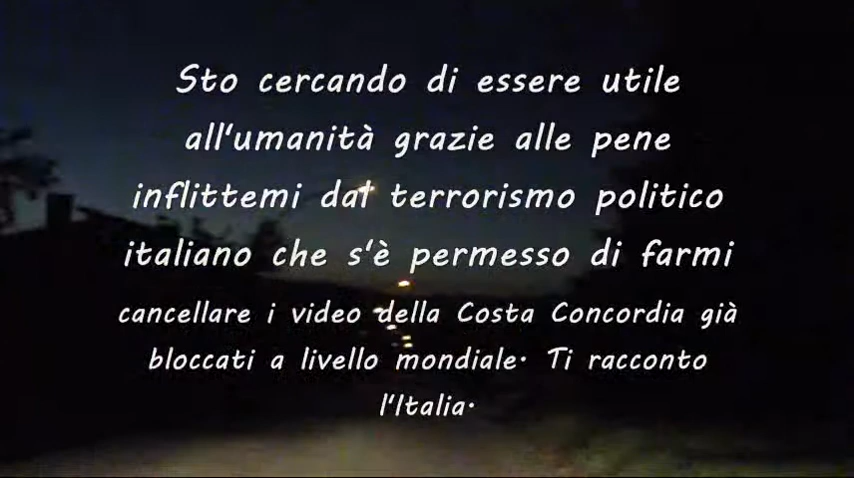 Sto cercando di essere utile
all'umanità grazie alle pene
inflittemi dal terrorismo politico
italiano che s'è permesso di farmi
cancellare i video della Costa Concordia già
bloccati a livello mondiale. Ti racconto
l'Italia.